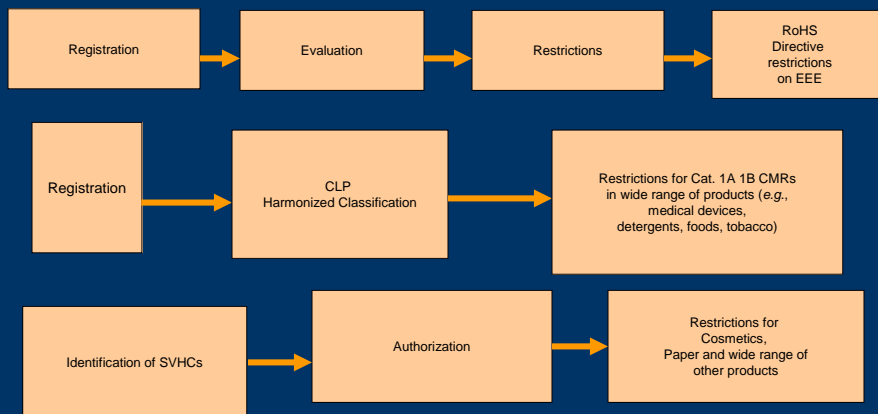 Registration
Evaluation
Restrictions
RoHS
Directive
restrictions
on EEE
Registration
CLP
Harmonized Classification
Restrictions for Cat. 1A 1B CMRs
in wide range of products (e.g.,
medical devices,
detergents, foods, tobacco)
Identification of SVHCs
Authorization
Restrictions for
Cosmetics,
Paper and wide range of
other products